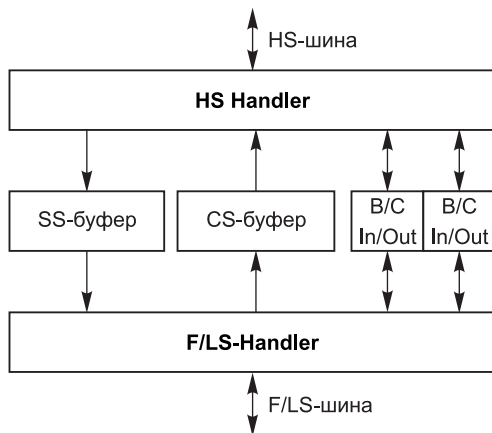 HS-шина
HS Handler
SS-буфер
CS-буфер
B/C
In/Out
B/C
In/Out
F/LS-Handler
F/LS-шина